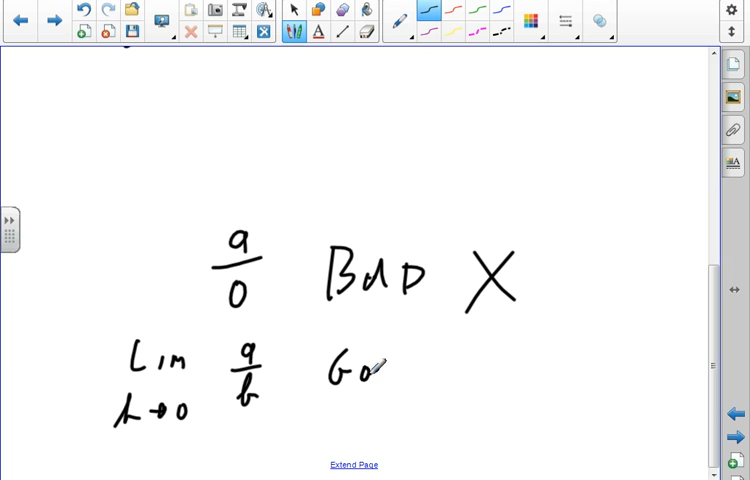 a
0 BAD X
Lim a
h→0 b Go
Extend Page